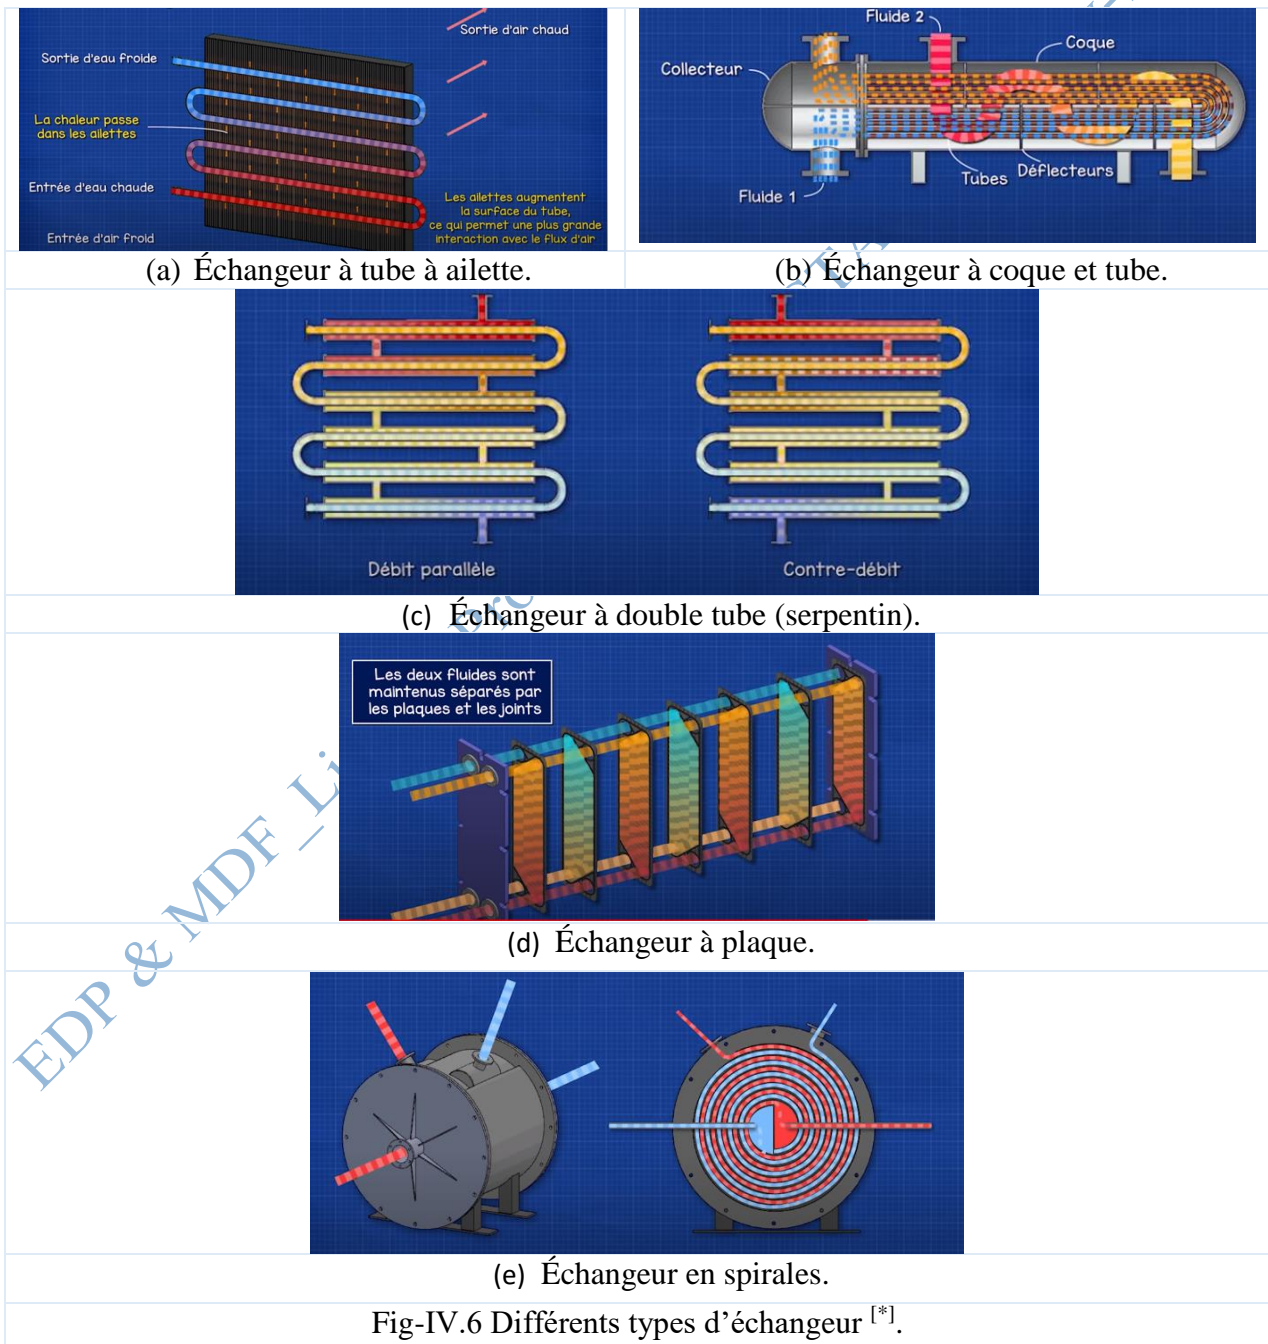 Sortie d'eau froide
La chaleur passe
dans les ailettes
Entrée d'eau chaude
Entrée d'air froid
Sortie d'air chaud
Les ailettes augmentent
la surface du tube,
ce qui permet une plus grande
interaction avec le flux d'air
(a) Échangeur à tube à ailette.
Fluide 2
Coque
Collecteur
Tubes
Déflecteurs
Fluide 1
(b) Échangeur à coque et tube.
Débit parallèle
Contre-débit
(c) Échangeur à double tube (serpentin).
Les deux fluides sont
maintenus séparés par
les plaques et les joints
(d) Échangeur à plaque.
(e) Échangeur en spirales.
Fig-IV.6 Différents types d'échangeur [*].
EDP & MDF_Li